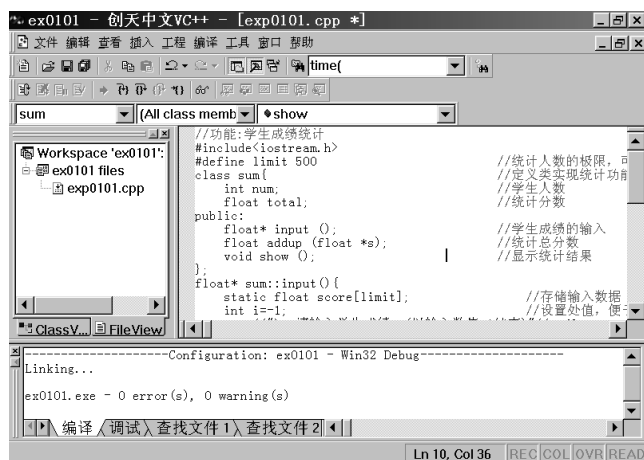 ex0101 - 创天中文VC++ - [exp0101.cpp *]
文件 编辑 查看 插入 工程 编译 工具 窗口 帮助
time(
sum (All class memb show
Workspace 'ex0101':
ex0101 files
exp0101.cpp
ClassV... FileView
//功能:学生成绩统计
#include<iostream.h>
#define limit 500 //统计人数的极限，可
class sum{ //定义类实现统计功能
int num; //学生人数
float total; //统计分数
public:
float* input (); //学生成绩的输入
float addup (float *s); //统计总分数
void show (); //显示统计结果
};
float* sum::input(){
static float score[limit]; //存储输入数据
int i=-1; //设置处值，便于
--------------------Configuration: ex0101 - Win32 Debug--------------------
Linking...
ex0101.exe - 0 error(s), 0 warning(s)
编译 调试 查找文件 1 查找文件 2
Ln 10, Col 36 REC COL OVR READ